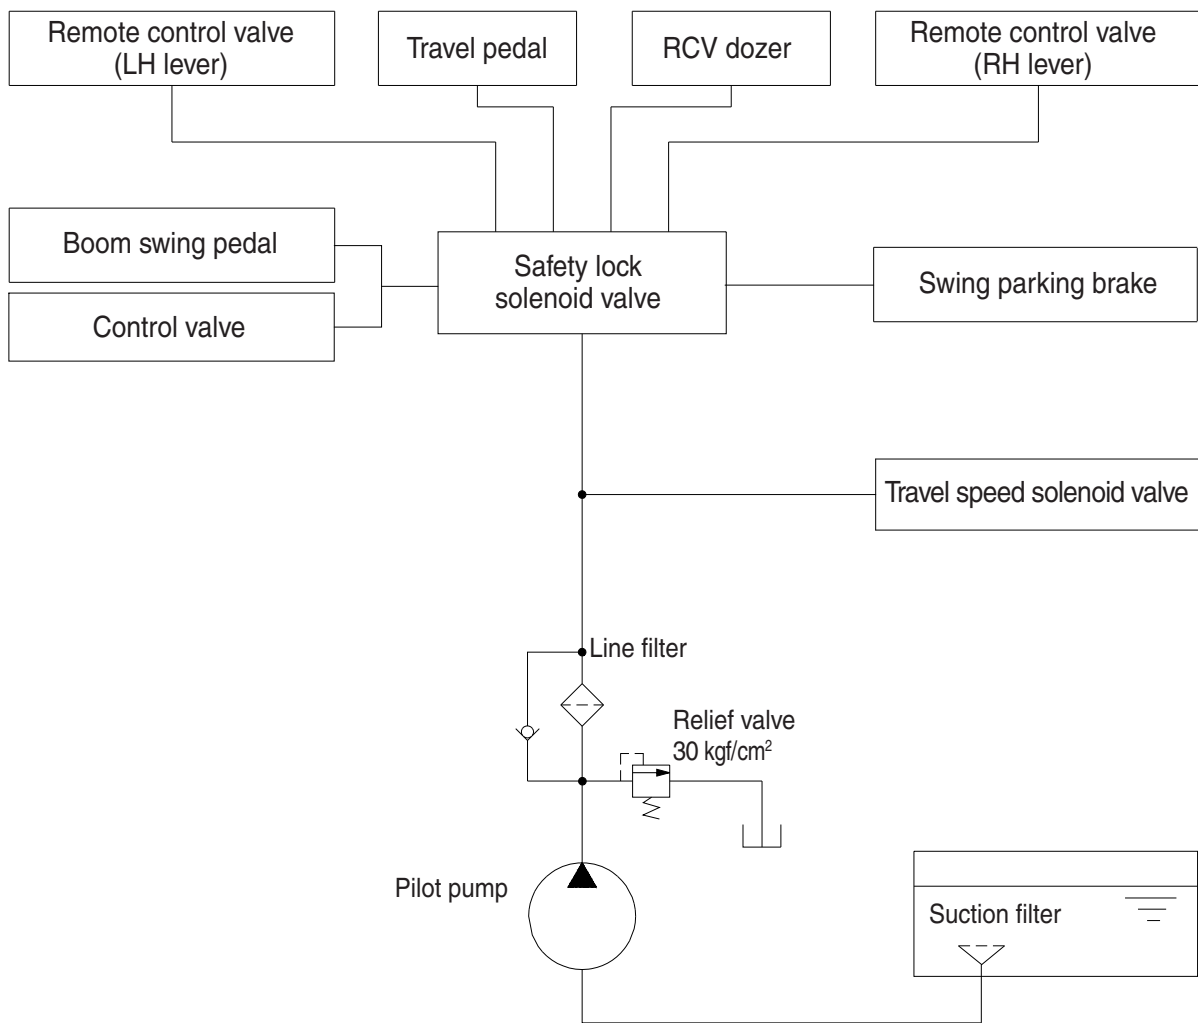 Remote control valve
(LH lever)
Travel pedal
RCV dozer
Remote control valve
(RH lever)
Boom swing pedal
Control valve
Safety lock
solenoid valve
Swing parking brake
Travel speed solenoid valve
Line filter
Relief valve
30 kgf/cm²
Pilot pump
Suction filter